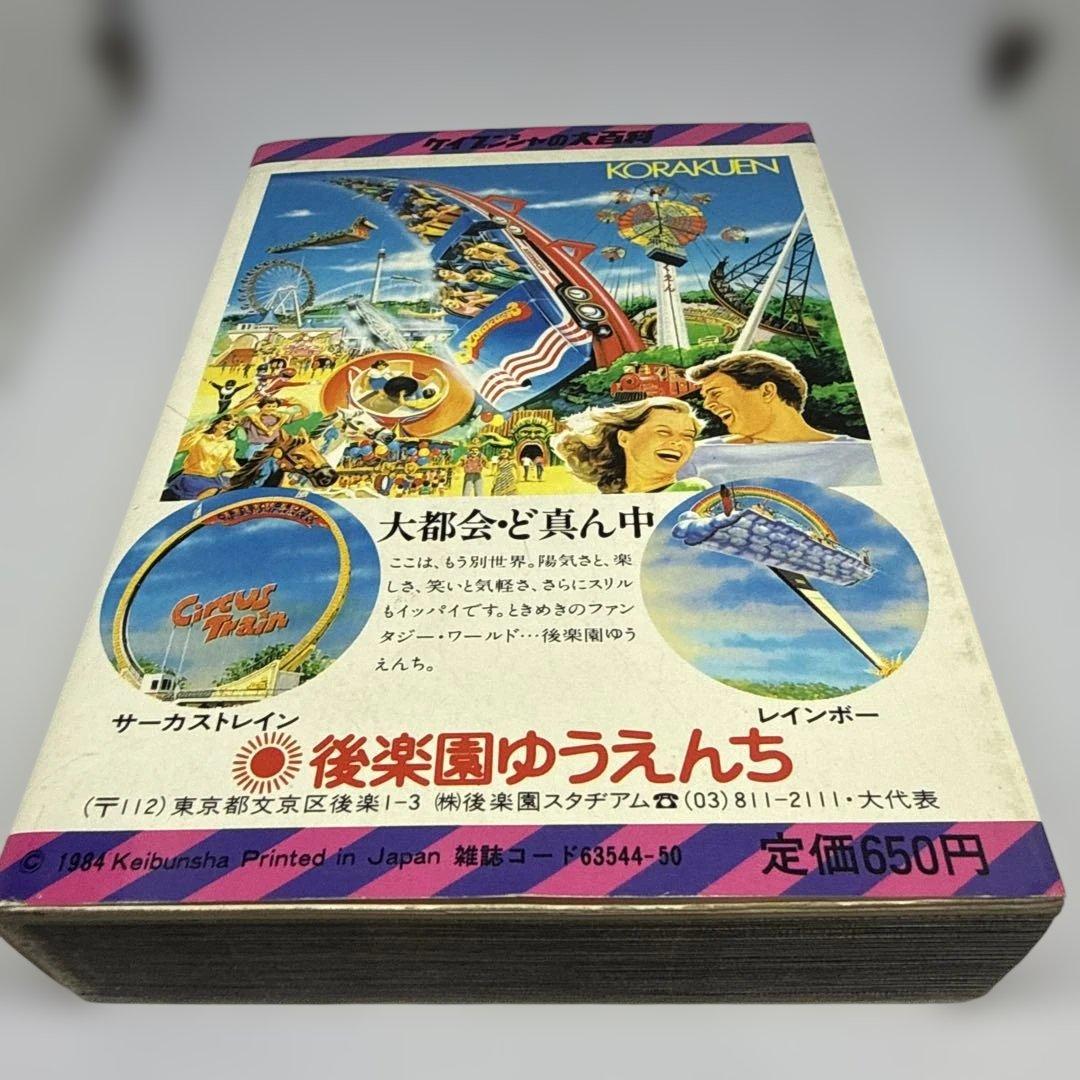 ケイブンシャの大百科
KORAKUEN
大都会・ど真ん中
ここは、もう別世界。陽気さと、楽
しさ、笑いと気軽さ、さらにスリル
もイッパイです。ときめきのファン
タジー・ワールド…後楽園ゆう
えんち。
Circus
Train
サーカストレイン
レインボー
後楽園ゆうえんち
(〒112)東京都文京区後楽1-3 ㈱後楽園スタヂアム☎(03)811-2111・大代表
© 1984 Keibunsha Printed in Japan 雑誌コード63544-50
定価650円